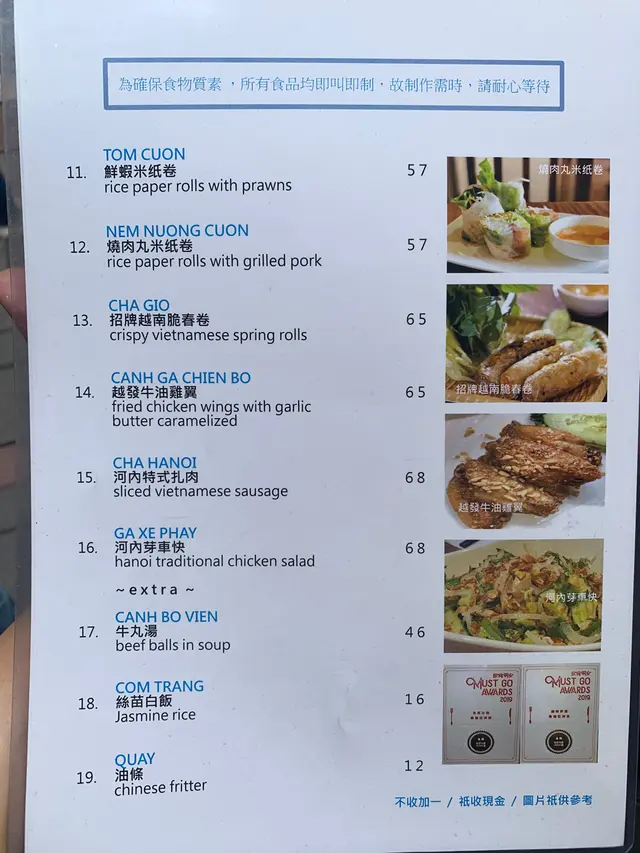 為確保食物質素，所有食品均即叫即制，故制作需時，請耐心等待
TOM CUON
11. 鮮蝦米纸卷 57
rice paper rolls with prawns
NEM NUONG CUON
12. 燒肉丸米纸卷 57
rice paper rolls with grilled pork
CHA GIO
13. 招牌越南脆春卷 65
crispy vietnamese spring rolls
CANH GA CHIEN BO
14. 越發牛油雞翼 65
fried chicken wings with garlic
butter caramelized
CHA HANOI
15. 河內特式扎肉 68
sliced vietnamese sausage
GA XE PHAY
16. 河內芽車快 68
hanoi traditional chicken salad
~extra~
CANH BO VIEN
17. 牛丸湯 46
beef balls in soup
COM TRANG
18. 絲苗白飯 16
Jasmine rice
QUAY
19. 油條 12
chinese fritter
燒肉丸米纸卷
招牌越南脆春卷
越發牛油雞翼
河內芽車快
MUST GO
AWARDS
2019
MUST GO
AWARDS
2019
不收加一 / 祗收現金 / 圖片祗供參考